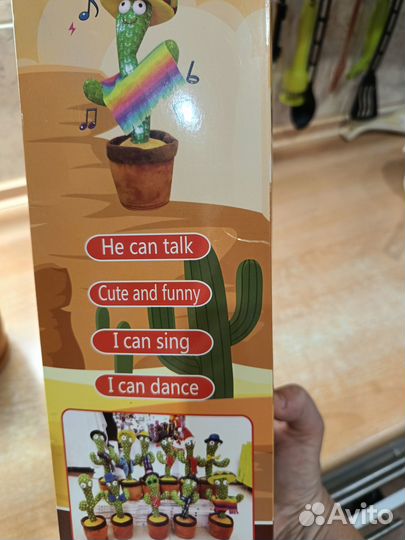 He can talk
Cute and funny
I can sing
I can dance
Avito